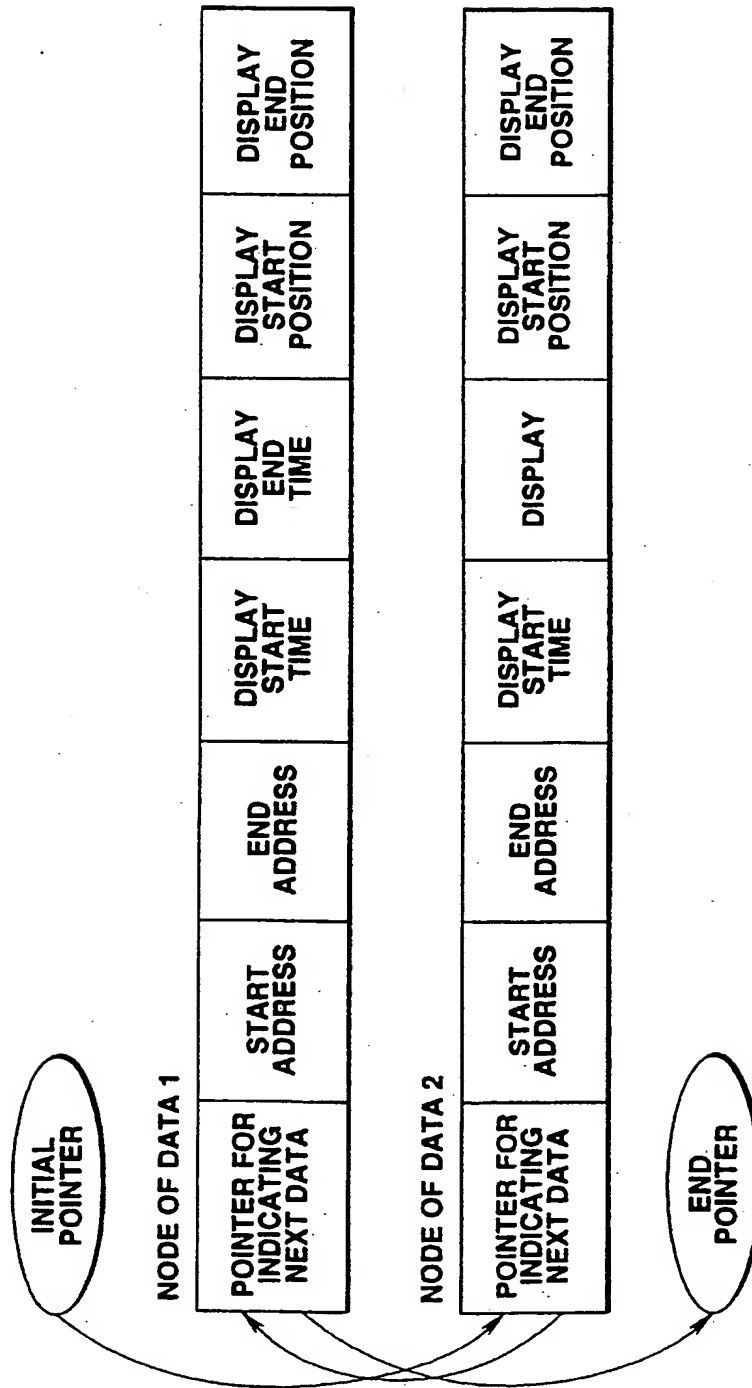 INITIAL
POINTER
NODE OF DATA 1
POINTER FOR
INDICATING
NEXT DATA
START
ADDRESS
END
ADDRESS
DISPLAY
START
TIME
DISPLAY
END
TIME
DISPLAY
START
POSITION
DISPLAY
END
POSITION
NODE OF DATA 2
POINTER FOR
INDICATING
NEXT DATA
START
ADDRESS
END
ADDRESS
DISPLAY
START
TIME
DISPLAY
DISPLAY
START
POSITION
DISPLAY
END
POSITION
END
POINTER